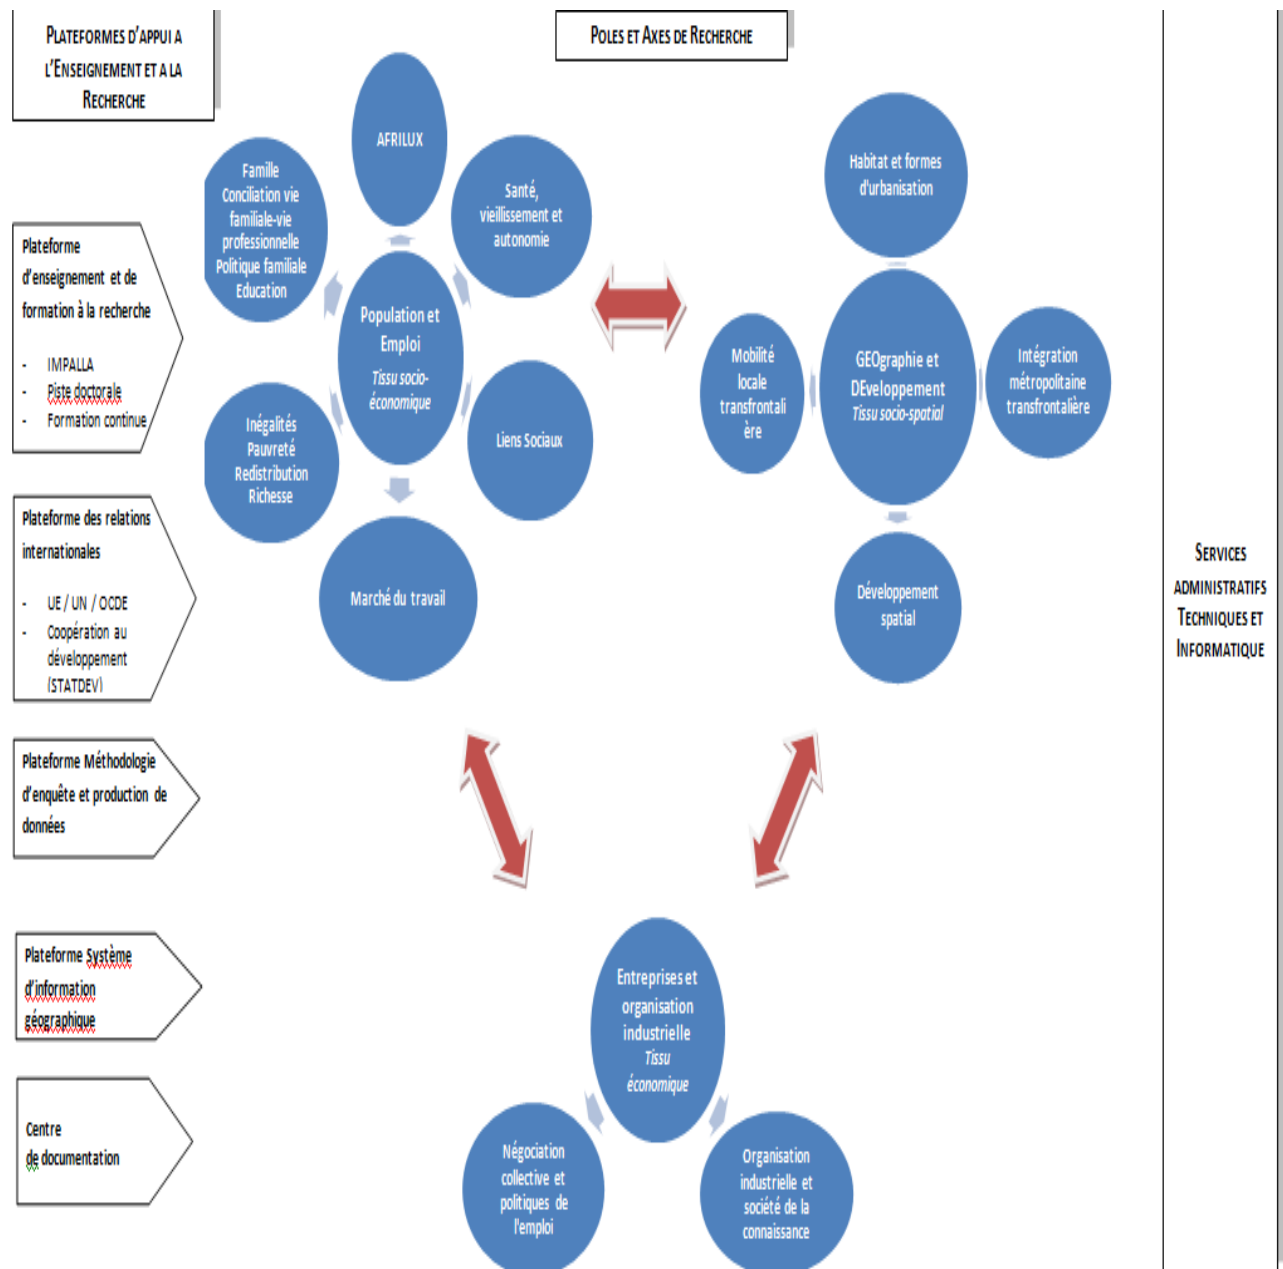 PLATEFORMES D'APPUI A
L'ENSEIGNEMENT ET A LA
RECHERCHE
POLES ET AXES DE RECHERCHE
Plateforme
d'enseignement et de
formation à la recherche
- IMPALLA
- Piste doctorale
- Formation continue
Plateforme des relations
internationales
- UE / UN / OCDE
- Coopération au
développement
(STATDEV)
Plateforme Méthodologie
d'enquête et production de
données
Plateforme Système
d'information
géographique
Centre
de documentation
AFRILUX
Famille
Conciliation vie
familiale-vie
professionnelle
Politique familiale
Education
Santé,
vieillissement et
autonomie
Population et
Emploi
Tissu socio-
économique
Inégalités
Pauvreté
Redistribution
Richesse
Liens Sociaux
Marché du travail
Habitat et formes
d'urbanisation
Mobilité
locale
transfrontali
ère
GEOgraphie et
DEveloppement
Tissu socio-spatial
Intégration
métropolitaine
transfrontalière
Développement
spatial
Entreprises et
organisation
industrielle
Tissu
économique
Négociation
collective et
politiques de
l'emploi
Organisation
industrielle et
société de la
connaissance
SERVICES
ADMINISTRATIFS
TECHNIQUES ET
INFORMATIQUE